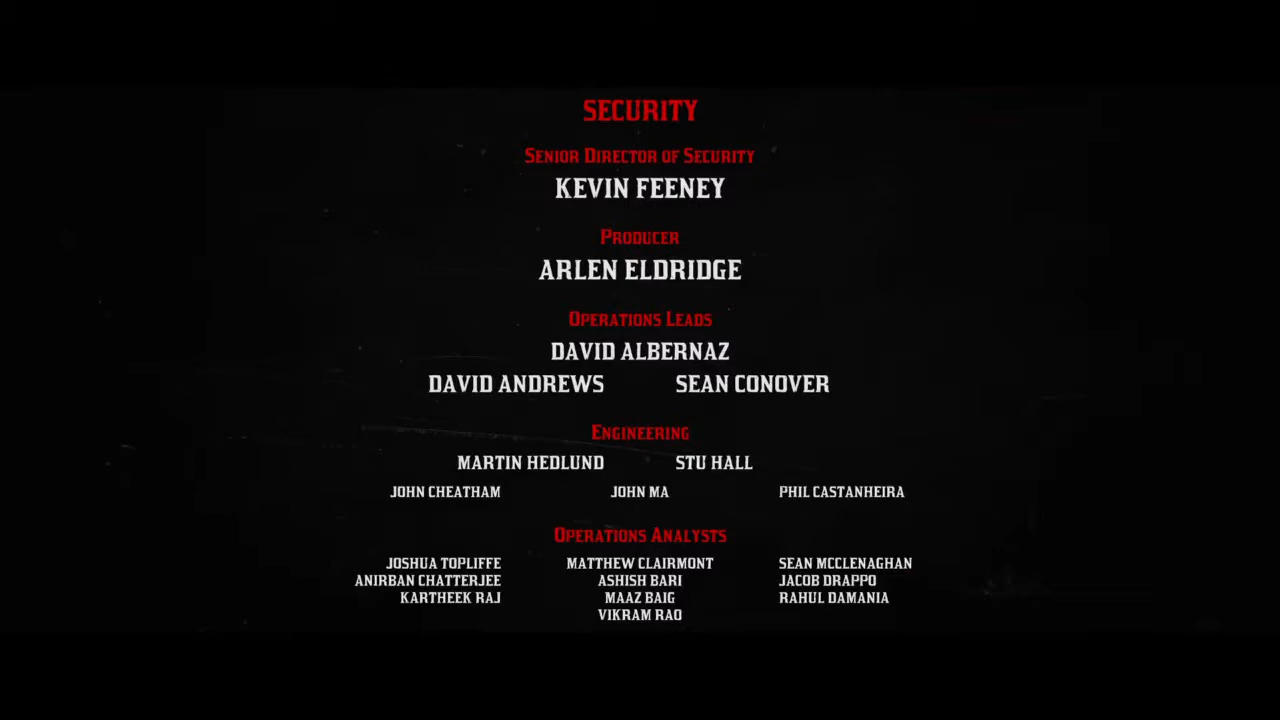 SECURITY
SENIOR DIRECTOR OF SECURITY
KEVIN FEENEY
PRODUCER
ARLEN ELDRIDGE
OPERATIONS LEADS
DAVID ALBERNAZ
DAVID ANDREWS SEAN CONOVER
ENGINEERING
MARTIN HEDLUND STU HALL
JOHN CHEATHAM JOHN MA PHIL CASTANHEIRA
OPERATIONS ANALYSTS
JOSHUA TOPLIFFE MATTHEW CLAIRMONT SEAN MCCLENAGHAN
ANIRBAN CHATTERJEE ASHISH BARI JACOB DRAPPO
KARTHEEK RAJ MAAZ BAIG RAHUL DAMANIA
VIKRAM RAO